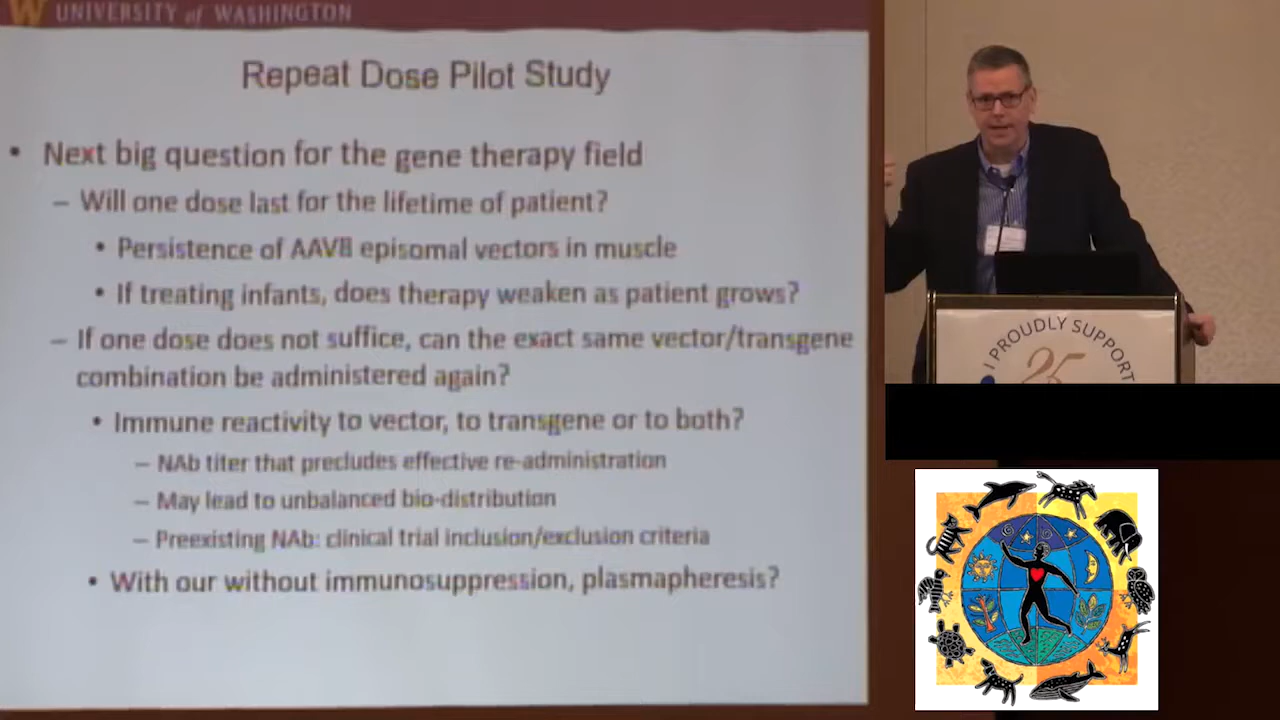 W UNIVERSITY of WASHINGTON
Repeat Dose Pilot Study
• Next big question for the gene therapy field
– Will one dose last for the lifetime of patient?
• Persistence of AAV8 episomal vectors in muscle
• If treating infants, does therapy weaken as patient grows?
– If one dose does not suffice, can the exact same vector/transgene
combination be administered again?
• Immune reactivity to vector, to transgene or to both?
– NAb titer that precludes effective re-administration
– May lead to unbalanced bio-distribution
– Preexisting NAb: clinical trial inclusion/exclusion criteria
• With our without immunosuppression, plasmapheresis?
I PROUDLY SUPPORT
25